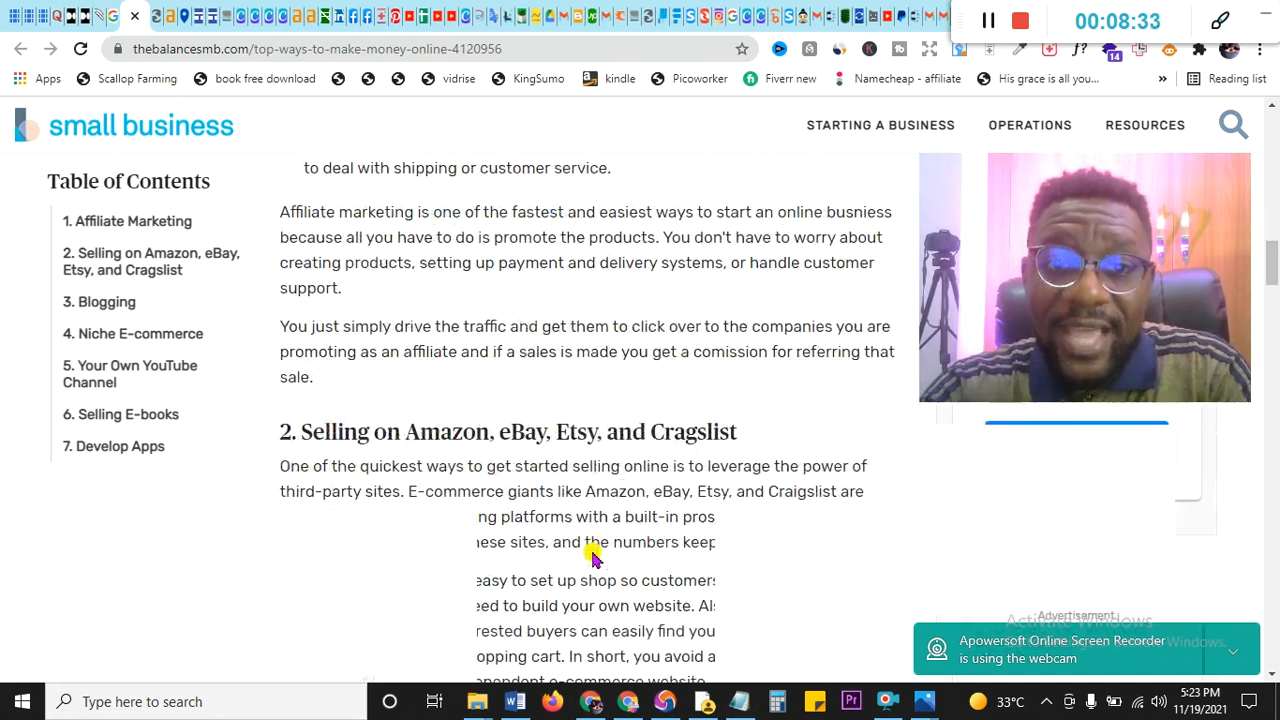 00:08:33
thebalancesmb.com/top-ways-to-make-money-online-4120956
14
Apps
Scallop Farming
book free download
vidrise
KingSumo
kindle
Picoworker
Fiverr new
Namecheap - affiliate
His grace is all you...
»
Reading list
small business
STARTING A BUSINESS
OPERATIONS
RESOURCES
Table of Contents
1. Affiliate Marketing
2. Selling on Amazon, eBay,
Etsy, and Cragslist
3. Blogging
4. Niche E-commerce
5. Your Own YouTube
Channel
6. Selling E-books
7. Develop Apps
to deal with shipping or customer service.
Affiliate marketing is one of the fastest and easiest ways to start an online busniess
because all you have to do is promote the products. You don't have to worry about
creating products, setting up payment and delivery systems, or handle customer
support.
You just simply drive the traffic and get them to click over to the companies you are
promoting as an affiliate and if a sales is made you get a comission for referring that
sale.
2. Selling on Amazon, eBay, Etsy, and Cragslist
One of the quickest ways to get started selling online is to leverage the power of
third-party sites. E-commerce giants like Amazon, eBay, Etsy, and Craigslist are
ng platforms with a built-in pros
hese sites, and the numbers keep
easy to set up shop so customers
eed to build your own website. Al
rested buyers can easily find you
opping cart. In short, you avoid a
ependent e-commerce website
Advertisement
Activate Windows
Windows.
Apowersoft Online Screen Recorder
is using the webcam
Type here to search
33°C
5:23 PM
11/19/2021